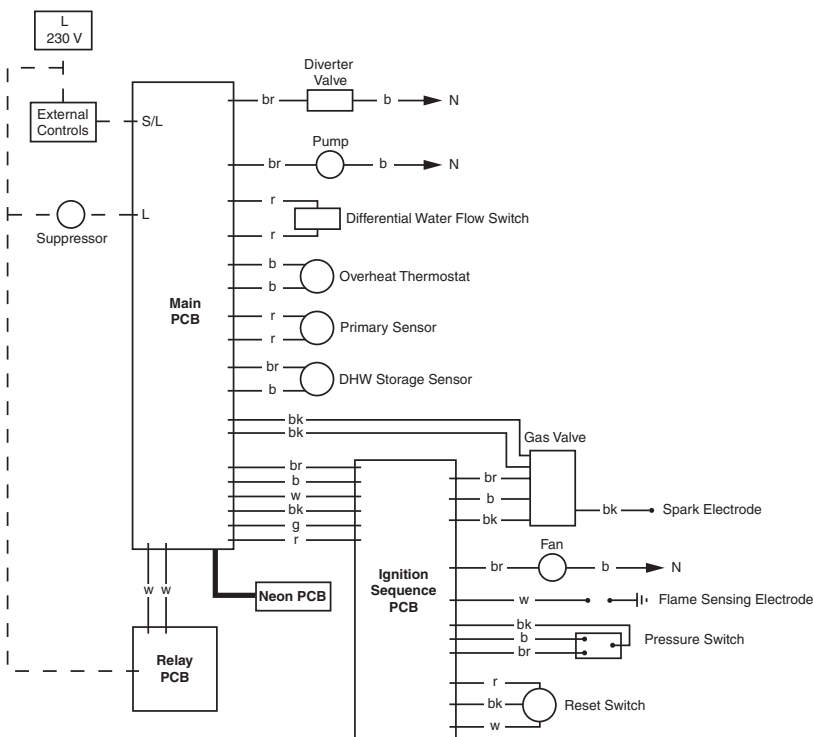 L
230 V
External
Controls
S/L
L
Suppressor
Main
PCB
Diverter
Valve
br
b
N
Pump
br
b
N
r
r
Differential Water Flow Switch
b
b
Overheat Thermostat
r
r
Primary Sensor
br
b
DHW Storage Sensor
bk
bk
Gas Valve
br
b
w
bk
g
r
br
b
bk
bk
Spark Electrode
Ignition
Sequence
PCB
Fan
br
b
N
w
Flame Sensing Electrode
bk
b
br
Pressure Switch
r
bk
w
Reset Switch
w
w
Neon PCB
Relay
PCB